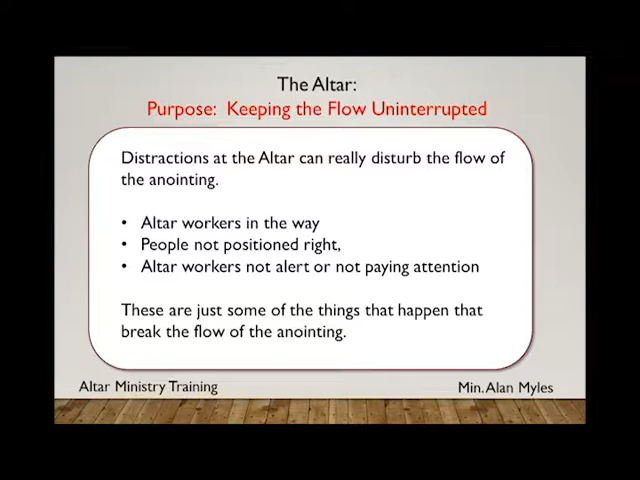 The Altar:
Purpose: Keeping the Flow Uninterrupted
Distractions at the Altar can really disturb the flow of
the anointing.
• Altar workers in the way
• People not positioned right,
• Altar workers not alert or not paying attention
These are just some of the things that happen that
break the flow of the anointing.
Altar Ministry Training
Min. Alan Myles